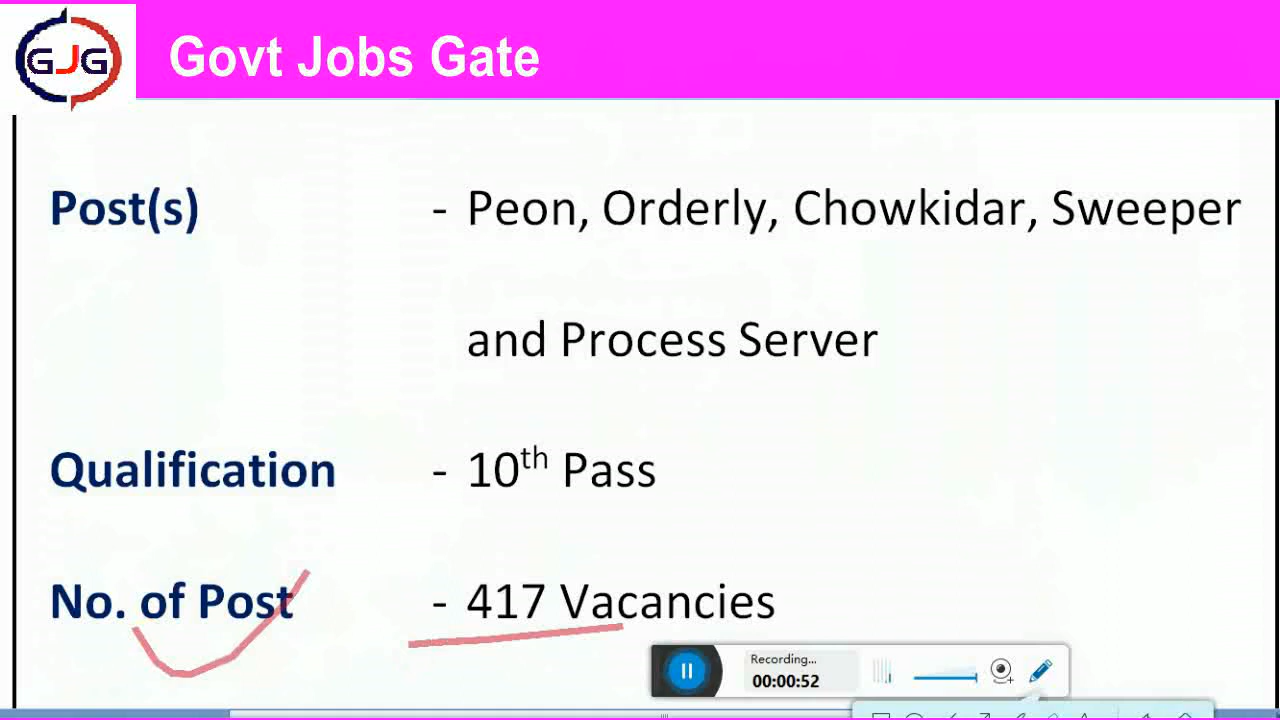 GJG
Govt Jobs Gate
Post(s) - Peon, Orderly, Chowkidar, Sweeper
and Process Server
Qualification - 10th Pass
No. of Post - 417 Vacancies
Recording...
00:00:52